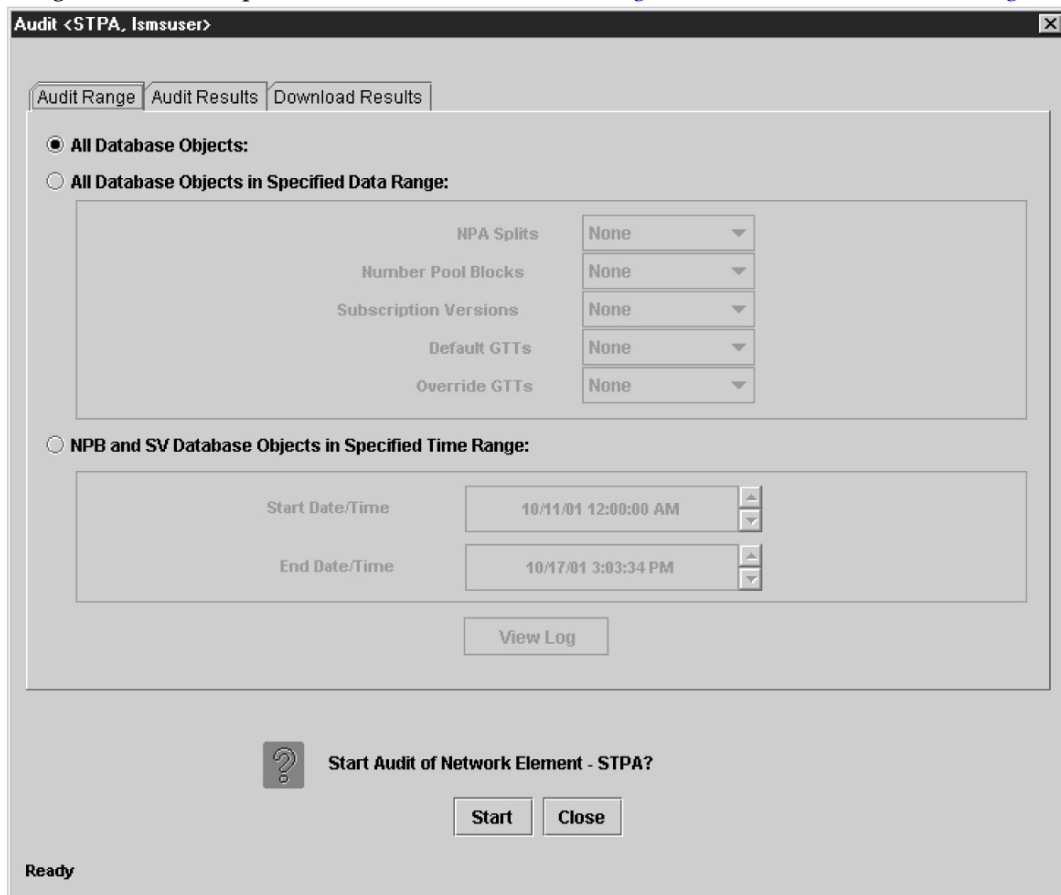 Audit <STPA, lsmsuser>
Audit Range Audit Results Download Results
All Database Objects:
All Database Objects in Specified Data Range:
NPA Splits None
Number Pool Blocks None
Subscription Versions None
Default GTTs None
Override GTTs None
NPB and SV Database Objects in Specified Time Range:
Start Date/Time 10/11/01 12:00:00 AM
End Date/Time 10/17/01 3:03:34 PM
View Log
Start Audit of Network Element - STPA?
Start Close
Ready